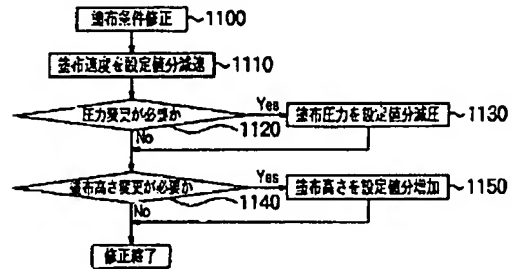 塗布条件修正 1100
塗布速度を設定値分減速 1110
圧力変更が必要か 1120
Yes
塗布圧力を設定値分減圧 1130
No
塗布高さ変更が必要か 1140
Yes
塗布高さを設定値分増加 1150
No
修正終了